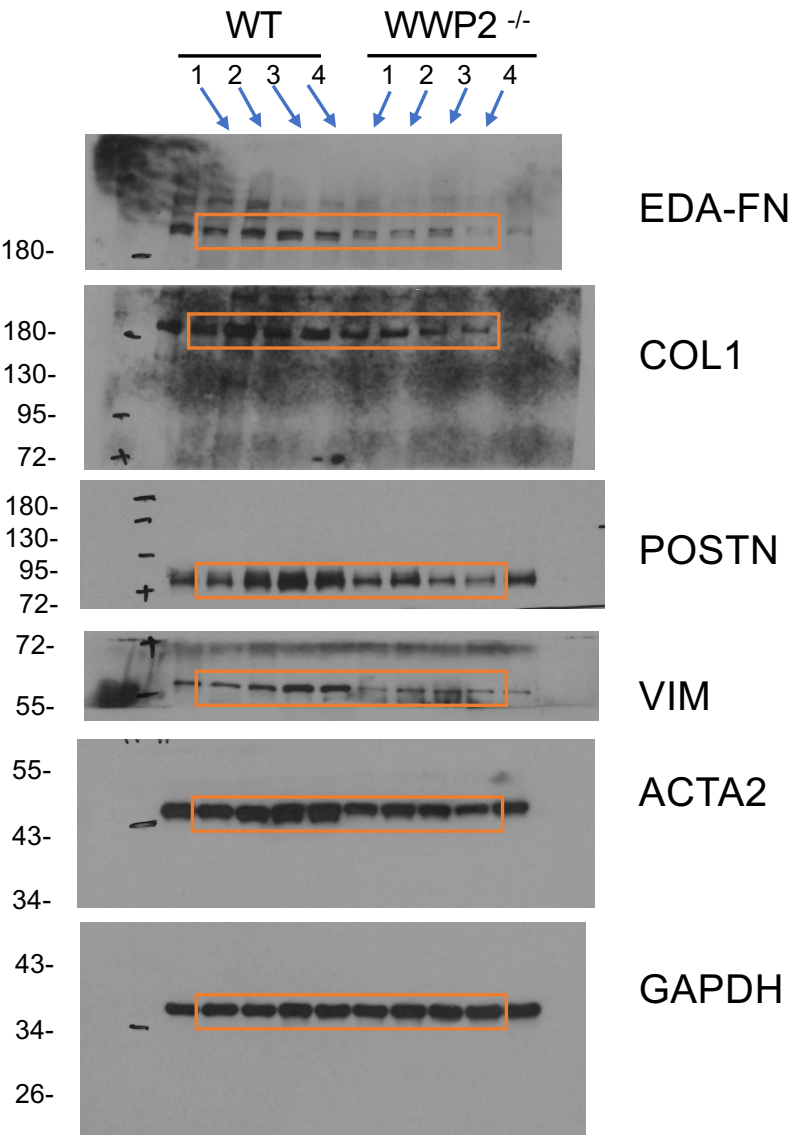 WT WWP2 -/-
1 2 3 4 1 2 3 4
EDA-FN
180-
180-
130-
95-
72-
COL1
180-
130-
95-
72-
POSTN
72-
55-
VIM
55-
43-
34-
ACTA2
43-
34-
26-
GAPDH